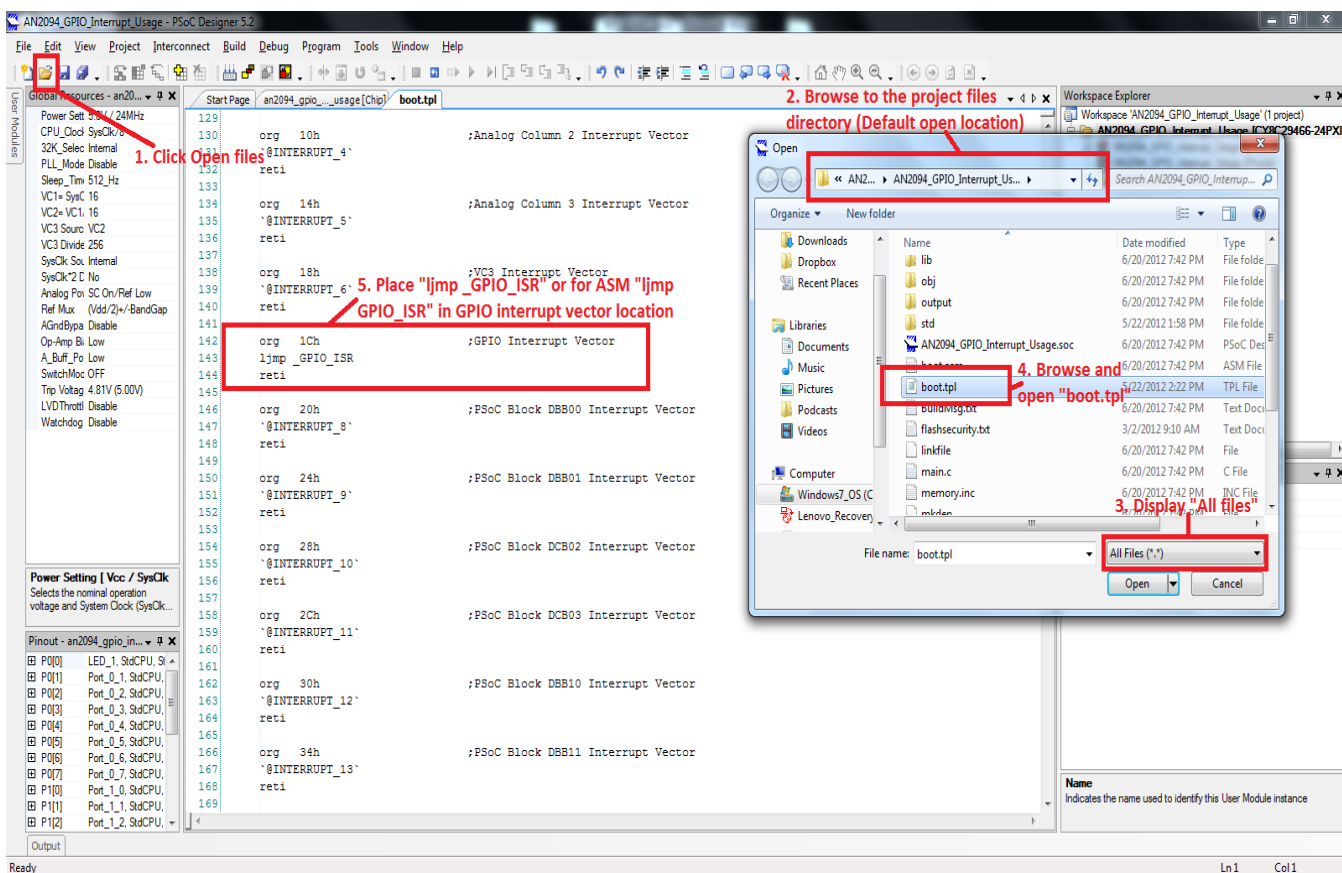 AN2094_GPIO_Interrupt_Usage - PSoC Designer 5.2
File Edit View Project Interconnect Build Debug Program Tools Window Help
1. Click Open files
User Modules
Global Resources - an20...
Power Sett 5.0V / 24MHz
CPU_Clock SysClk/8
32K_Selec Internal
PLL_Mode Disable
Sleep_Tim 512_Hz
VC1= SysC 16
VC2= VC1/ 16
VC3 Sourc VC2
VC3 Divide 256
SysClk Sou Internal
SysClk*2 D No
Analog Pov SC On/Ref Low
Ref Mux (Vdd/2)+/-BandGap
AGndBypa Disable
Op-Amp Bi Low
A_Buff_Po Low
SwitchMoc OFF
Trip Voltag 4.81V (5.00V)
LVDThrottl Disable
Watchdog Disable
Power Setting [ Vcc / SysClk
Selects the nominal operation
voltage and System Clock (SysClk...
Pinout - an2094_gpio_in...
P0[0] LED_1, StdCPU, St
P0[1] Port_0_1, StdCPU,
P0[2] Port_0_2, StdCPU,
P0[3] Port_0_3, StdCPU,
P0[4] Port_0_4, StdCPU,
P0[5] Port_0_5, StdCPU,
P0[6] Port_0_6, StdCPU,
P0[7] Port_0_7, StdCPU,
P1[0] Port_1_0, StdCPU,
P1[1] Port_1_1, StdCPU,
P1[2] Port_1_2, StdCPU,
Output
Ready
Start Page an2094_gpio_..._usage [Chip] boot.tpl
129
130 org 10h ;Analog Column 2 Interrupt Vector
131 `@INTERRUPT_4`
132 reti
133
134 org 14h ;Analog Column 3 Interrupt Vector
135 `@INTERRUPT_5`
136 reti
137
138 org 18h ;VC3 Interrupt Vector
139 `@INTERRUPT_6`
140 reti
141
142 org 1Ch ;GPIO Interrupt Vector
143 ljmp _GPIO_ISR
144 reti
145
146 org 20h ;PSoC Block DBB00 Interrupt Vector
147 `@INTERRUPT_8`
148 reti
149
150 org 24h ;PSoC Block DBB01 Interrupt Vector
151 `@INTERRUPT_9`
152 reti
153
154 org 28h ;PSoC Block DCB02 Interrupt Vector
155 `@INTERRUPT_10`
156 reti
157
158 org 2Ch ;PSoC Block DCB03 Interrupt Vector
159 `@INTERRUPT_11`
160 reti
161
162 org 30h ;PSoC Block DBB10 Interrupt Vector
163 `@INTERRUPT_12`
164 reti
165
166 org 34h ;PSoC Block DBB11 Interrupt Vector
167 `@INTERRUPT_13`
168 reti
169
5. Place "ljmp _GPIO_ISR" or for ASM "ljmp
GPIO_ISR" in GPIO interrupt vector location
2. Browse to the project files
directory (Default open location)
Open
« AN2... AN2094_GPIO_Interrupt_Us...
Search AN2094_GPIO_Interrup...
Organize New folder
Downloads
Dropbox
Recent Places
Libraries
Documents
Music
Pictures
Podcasts
Videos
Computer
Windows7_OS (C
Lenovo_Recovery
Name Date modified Type
lib 6/20/2012 7:42 PM File folde
obj 6/20/2012 7:42 PM File folde
output 6/20/2012 7:42 PM File folde
std 5/22/2012 1:58 PM File folde
AN2094_GPIO_Interrupt_Usage.soc 6/20/2012 7:42 PM PSoC Des
6/20/2012 7:42 PM ASM File
boot.tpl 5/22/2012 2:22 PM TPL File
BuildMsg.txt 6/20/2012 7:42 PM Text Docu
flashsecurity.txt 3/2/2012 9:10 AM Text Docu
linkfile 6/20/2012 7:42 PM File
main.c 6/20/2012 7:42 PM C File
memory.inc 6/20/2012 7:42 PM INC File
4. Browse and
open "boot.tpl"
3. Display "All files"
File name: boot.tpl All Files (*.*)
Open Cancel
Workspace Explorer
Workspace 'AN2094_GPIO_Interrupt_Usage' (1 project)
AN2094_GPIO_Interrupt_Usage [CY8C29466-24PXI
Name
Indicates the name used to identify this User Module instance
Ln 1 Col 1